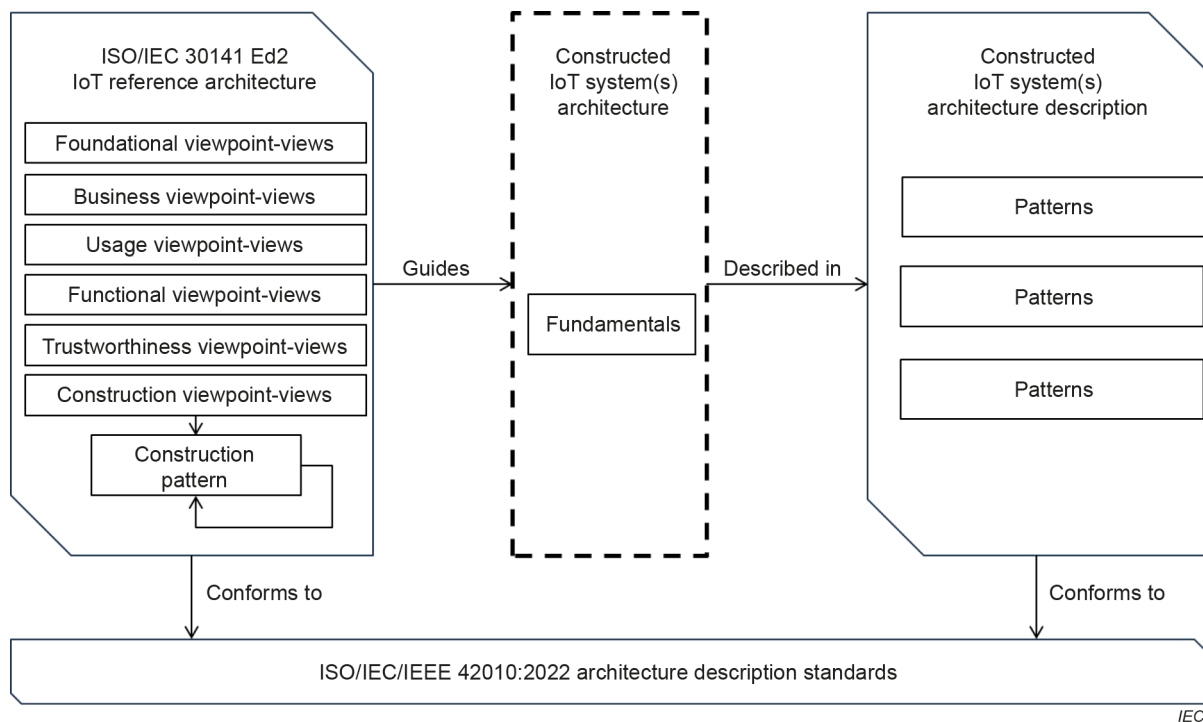 ISO/IEC 30141 Ed2
IoT reference architecture
Foundational viewpoint-views
Business viewpoint-views
Usage viewpoint-views
Functional viewpoint-views
Trustworthiness viewpoint-views
Construction viewpoint-views
Construction
pattern
Guides
Constructed
IoT system(s)
architecture
Fundamentals
Described in
Constructed
IoT system(s)
architecture description
Patterns
Patterns
Patterns
Conforms to
Conforms to
ISO/IEC/IEEE 42010:2022 architecture description standards
IEC